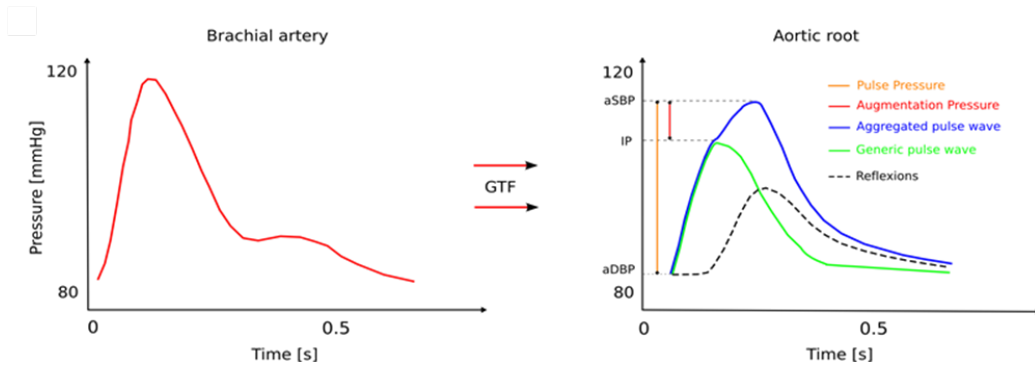 Brachial artery
120
Pressure [mmHg]
80
0
0.5
Time [s]
GTF
Aortic root
120
aSBP
IP
aDBP
80
0
0.5
Time [s]
Pulse Pressure
Augmentation Pressure
Aggregated pulse wave
Generic pulse wave
Reflexions